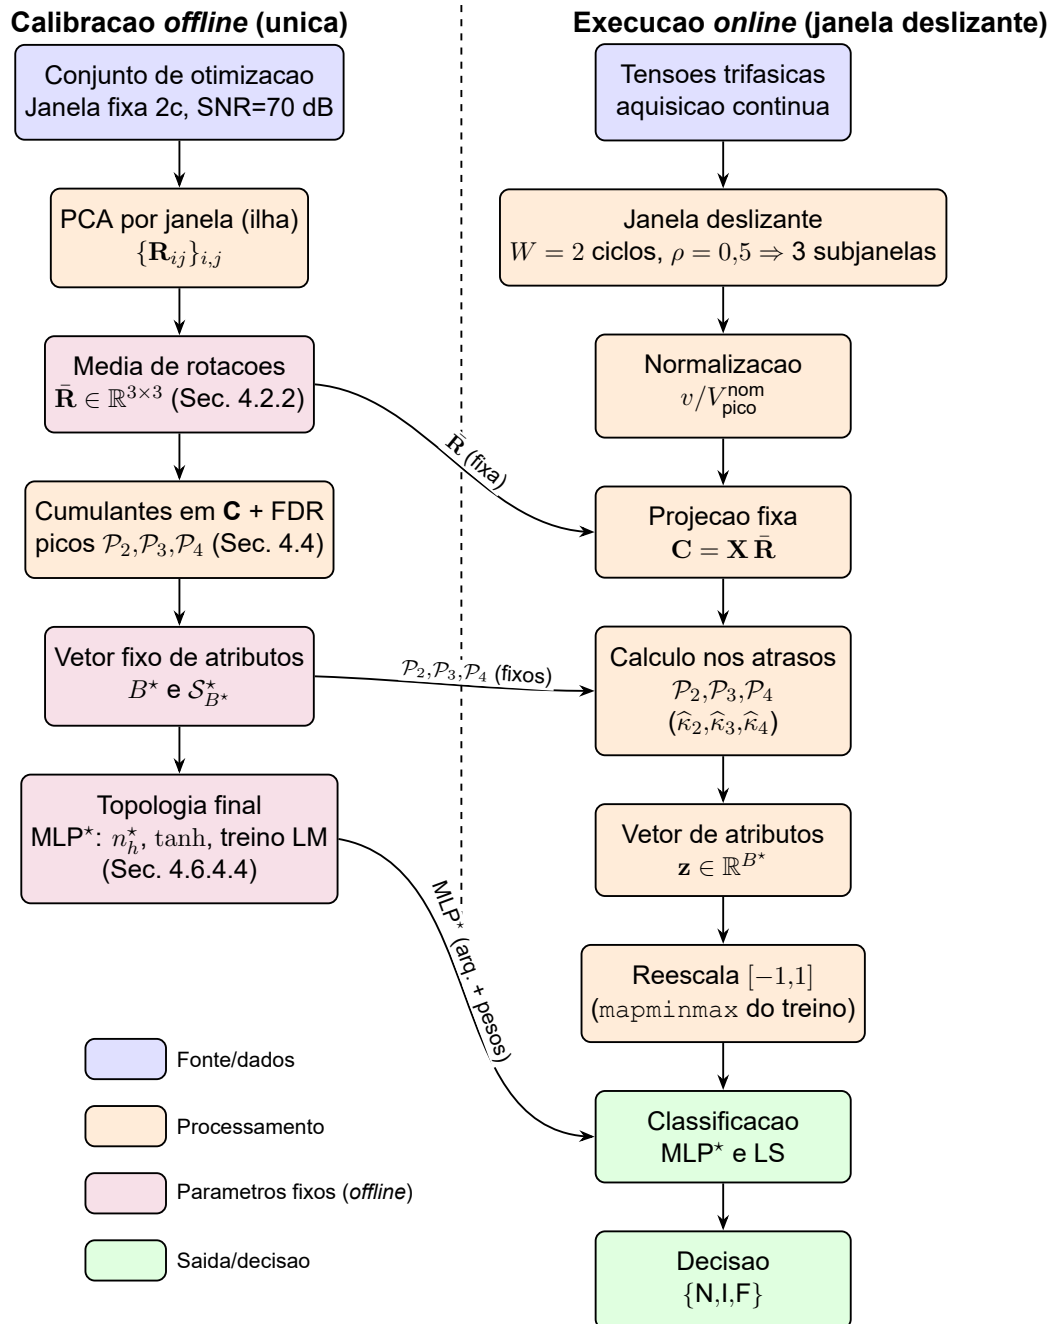 Calibracao offline (unica)
Conjunto de otimizacao
Janela fixa 2c, SNR=70 dB
PCA por janela (ilha)
{R_{ij}}_{i,j}
Media de rotacoes
R̄ ∈ ℝ^{3×3} (Sec. 4.2.2)
Cumulantes em C + FDR
picos 𝒫₂,𝒫₃,𝒫₄ (Sec. 4.4)
Vetor fixo de atributos
B⋆ e 𝒮⋆_{B⋆}
Topologia final
MLP⋆: n⋆_h, tanh, treino LM
(Sec. 4.6.4.4)
R̄ (fixa)
𝒫₂,𝒫₃,𝒫₄ (fixos)
MLP⋆ (arq. + pesos)
Execucao online (janela deslizante)
Tensoes trifasicas
aquisicao continua
Janela deslizante
W = 2 ciclos, ρ = 0,5 ⇒ 3 subjanelas
Normalizacao
v/V^{nom}_{pico}
Projecao fixa
C = X R̄
Calculo nos atrasos
𝒫₂,𝒫₃,𝒫₄
(κ̂₂,κ̂₃,κ̂₄)
Vetor de atributos
z ∈ ℝ^{B⋆}
Reescala [−1,1]
(mapminmax do treino)
Classificacao
MLP⋆ e LS
Decisao
{N,I,F}
Fonte/dados
Processamento
Parametros fixos (offline)
Saida/decisao